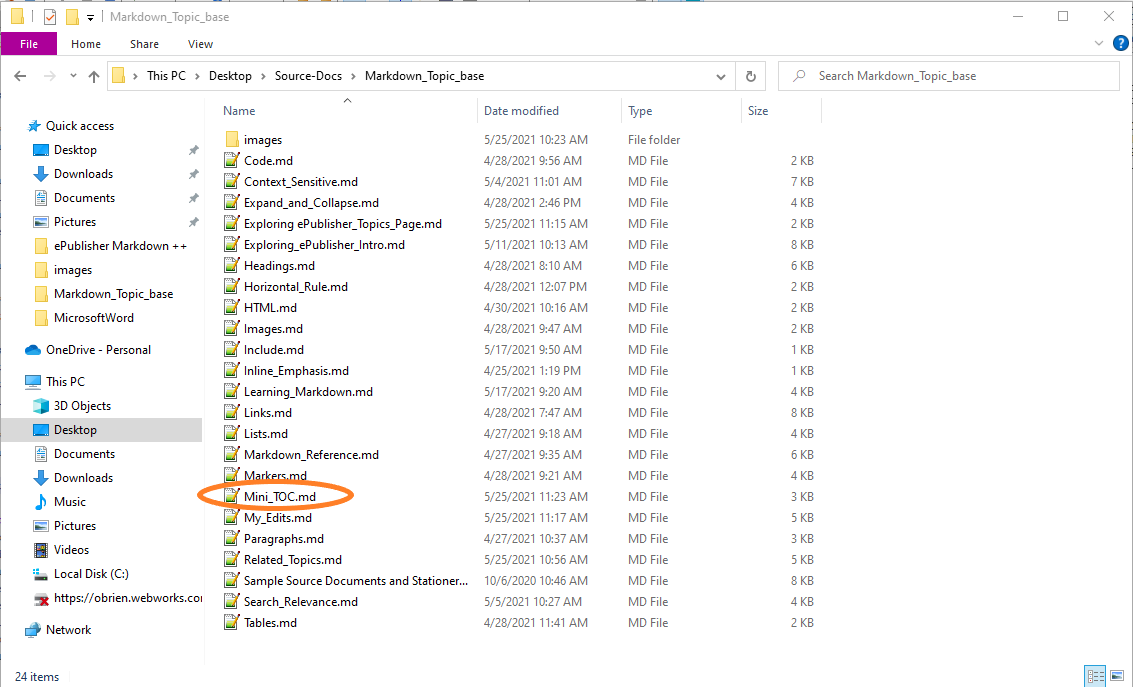 Markdown_Topic_base
File Home Share View
This PC Desktop Source-Docs Markdown_Topic_base Search Markdown_Topic_base
Quick access
Desktop
Downloads
Documents
Pictures
ePublisher Markdown ++
images
Markdown_Topic_base
MicrosoftWord
OneDrive - Personal
This PC
3D Objects
Desktop
Documents
Downloads
Music
Pictures
Videos
Local Disk (C:)
https://obrien.webworks.co
Network
Name Date modified Type Size
images 5/25/2021 10:23 AM File folder
Code.md 4/28/2021 9:56 AM MD File 2 KB
Context_Sensitive.md 5/4/2021 11:01 AM MD File 7 KB
Expand_and_Collapse.md 4/28/2021 2:46 PM MD File 4 KB
Exploring ePublisher_Topics_Page.md 5/25/2021 11:15 AM MD File 2 KB
Exploring_ePublisher_Intro.md 5/11/2021 10:13 AM MD File 8 KB
Headings.md 4/28/2021 8:10 AM MD File 6 KB
Horizontal_Rule.md 4/28/2021 12:07 PM MD File 2 KB
HTML.md 4/30/2021 10:16 AM MD File 2 KB
Images.md 4/28/2021 9:47 AM MD File 2 KB
Include.md 5/17/2021 9:50 AM MD File 1 KB
Inline_Emphasis.md 4/25/2021 1:19 PM MD File 1 KB
Learning_Markdown.md 5/17/2021 9:20 AM MD File 4 KB
Links.md 4/28/2021 7:47 AM MD File 8 KB
Lists.md 4/27/2021 9:18 AM MD File 4 KB
Markdown_Reference.md 4/27/2021 9:35 AM MD File 6 KB
Markers.md 4/28/2021 9:21 AM MD File 4 KB
Mini_TOC.md 5/25/2021 11:23 AM MD File 3 KB
My_Edits.md 5/25/2021 11:17 AM MD File 5 KB
Paragraphs.md 4/27/2021 10:37 AM MD File 3 KB
Related_Topics.md 5/25/2021 10:56 AM MD File 5 KB
Sample Source Documents and Stationer... 10/6/2020 10:46 AM MD File 8 KB
Search_Relevance.md 5/5/2021 10:27 AM MD File 4 KB
Tables.md 4/28/2021 11:41 AM MD File 2 KB
24 items